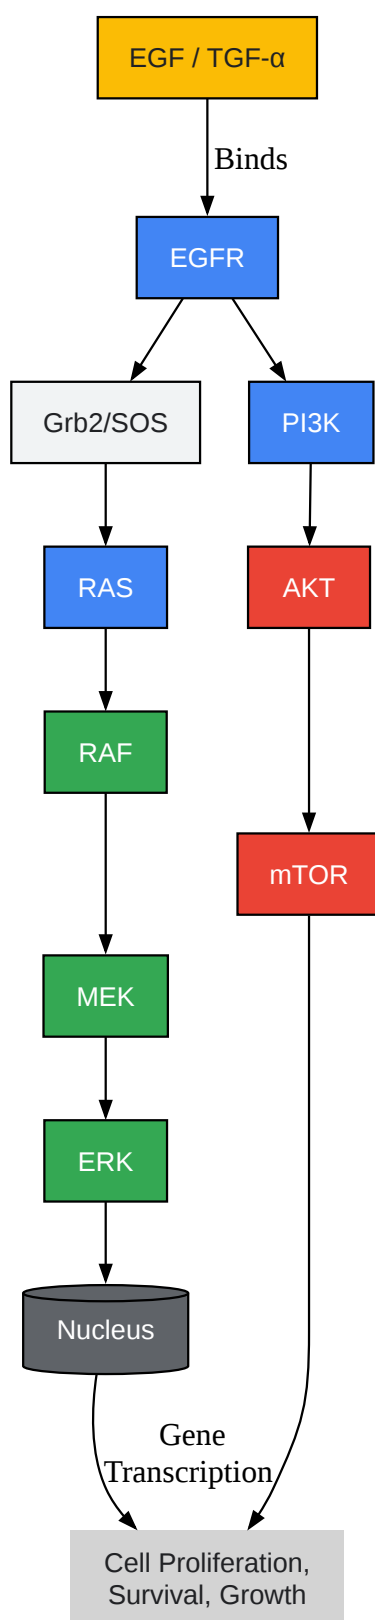 EGF / TGF-α
Binds
EGFR
Grb2/SOS
PI3K
RAS
AKT
RAF
mTOR
MEK
ERK
Nucleus
Gene
Transcription
Cell Proliferation,
Survival, Growth